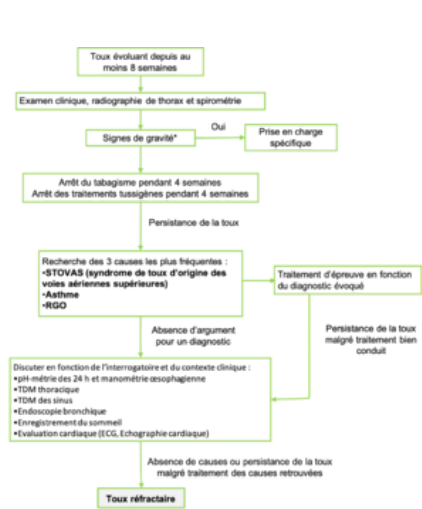 Toux évoluant depuis au
moins 8 semaines
Examen clinique, radiographie de thorax et spirométrie
Signes de gravité*
Oui
Prise en charge
spécifique
Arrêt du tabagisme pendant 4 semaines
Arrêt des traitements tussigènes pendant 4 semaines
Persistance de la toux
Recherche des 3 causes les plus fréquentes :
•STOVAS (syndrome de toux d'origine des
voies aériennes supérieures)
•Asthme
•RGO
Traitement d'épreuve en fonction
du diagnostic évoqué
Absence d'argument
pour un diagnostic
Persistance de la toux
malgré traitement bien
conduit
Discuter en fonction de l'interrogatoire et du contexte clinique :
•pH-métrie des 24 h et manométrie œsophagienne
•TDM thoracique
•TDM des sinus
•Endoscopie bronchique
•Enregistrement du sommeil
•Evaluation cardiaque (ECG, Echographie cardiaque)
Absence de causes ou persistance de la toux
malgré traitement des causes retrouvées
Toux réfractaire